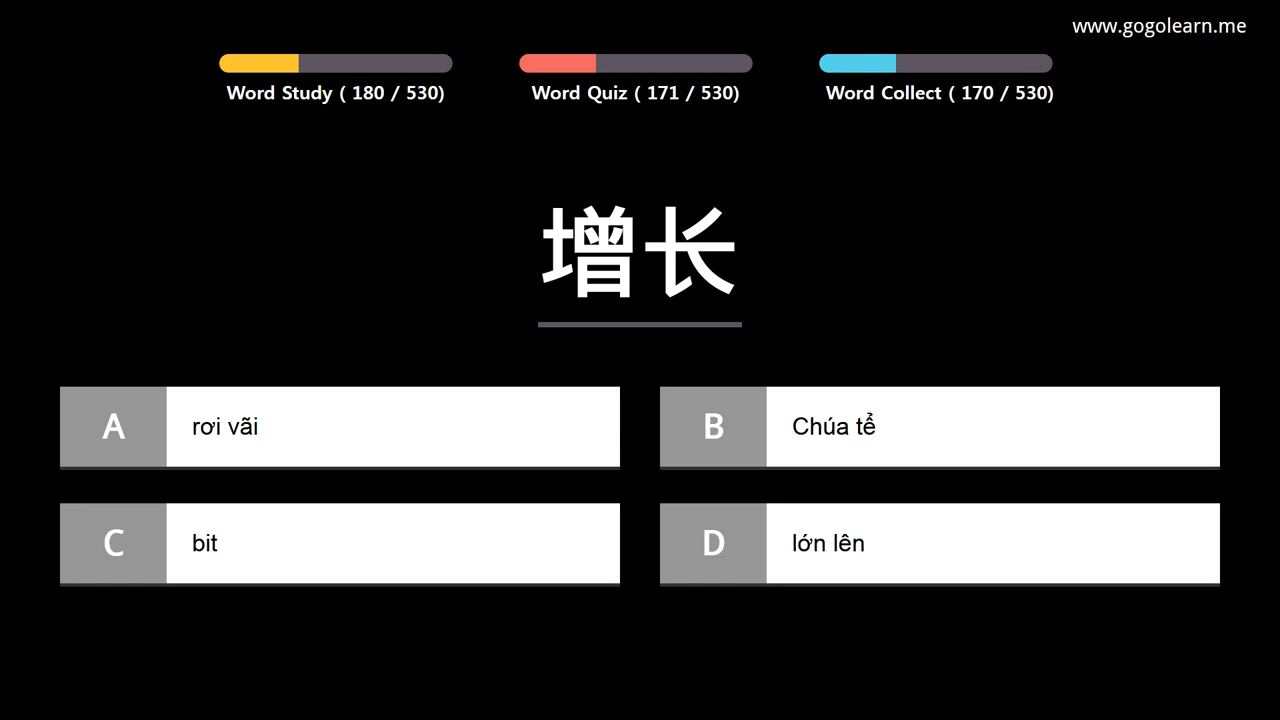 www.gogolearn.me
Word Study ( 180 / 530)
Word Quiz ( 171 / 530)
Word Collect ( 170 / 530)
增长
A rơi vãi
B Chúa tể
C bit
D lớn lên